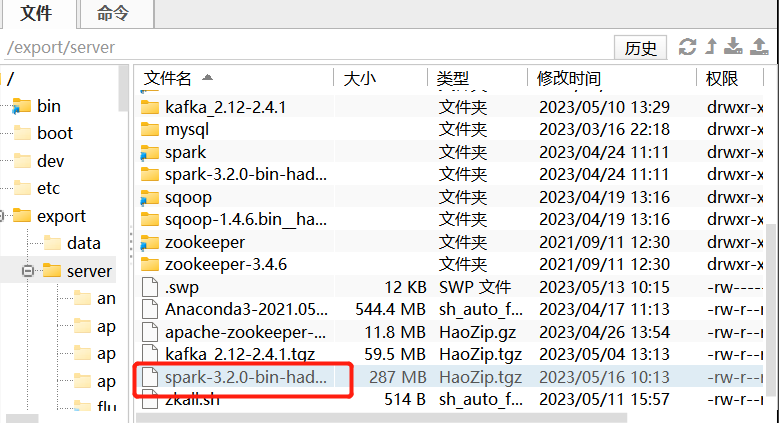 文件 命令
/export/server 历史
/ 文件名 大小 类型 修改时间 权限
bin kafka_2.12-2.4.1 文件夹 2023/05/10 13:29 drwxr-x
mysql 文件夹 2023/03/16 22:18 drwxr-x
boot spark 文件夹 2023/04/24 11:11 drwxr-x
dev spark-3.2.0-bin-had... 文件夹 2023/04/24 11:11 drwxr-x
etc sqoop 文件夹 2023/04/19 13:16 drwxr-x
export sqoop-1.4.6.bin__ha... 文件夹 2023/04/19 13:16 drwxr-x
data zookeeper 文件夹 2021/09/11 12:30 drwxr-x
server zookeeper-3.4.6 文件夹 2021/09/11 12:30 drwxr-x
.swp 12 KB SWP 文件 2023/05/13 10:15 -rw----
an Anaconda3-2021.05... 544.4 MB sh_auto_f... 2023/04/17 11:13 -rw-r--r
ap apache-zookeeper-... 11.8 MB HaoZip.gz 2023/04/26 13:54 -rw-r--r
ap kafka_2.12-2.4.1.tgz 59.5 MB HaoZip.tgz 2023/05/04 13:13 -rw-r--r
ap spark-3.2.0-bin-had... 287 MB HaoZip.tgz 2023/05/16 10:13 -rw-r--r
flu zkall.sh 514 B sh_auto_f... 2023/05/11 15:57 -rw-r--r